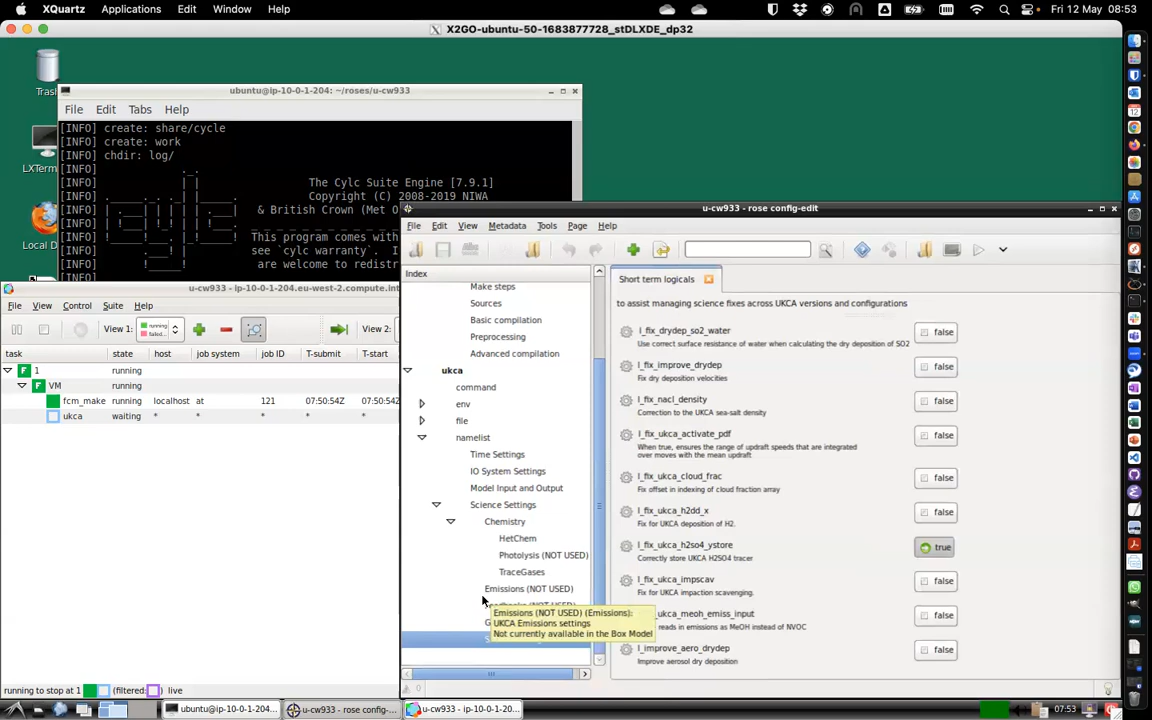 XQuartz Applications Edit Window Help Fri 12 May 08:53
X2GO-ubuntu-50-1683877728_stDLXDE_dp32
Trash
LXTerm
Local D
ubuntu@ip-10-0-1-204: ~/roses/u-cw933
File Edit Tabs Help
[INFO] create: share/cycle
[INFO] create: work
[INFO] chdir: log/
[INFO]
[INFO] The Cylc Suite Engine [7.9.1]
[INFO] Copyright (C) 2008-2019 NIWA
[INFO] & British Crown (Met O
[INFO]
[INFO] This program comes with
[INFO] see `cylc warranty`. I
[INFO] are welcome to redistr
[INFO]
u-cw933 - ip-10-0-1-204.eu-west-2.compute.int
File View Control Suite Help
View 1: running failed... View 2:
task state host job system job ID T-submit T-start
1 running
VM running
fcm_make running localhost at 121 07:50:54Z 07:50:54Z
ukca waiting * * * * *
running to stop at 1 (filtered: ) live
u-cw933 - rose config-edit
File Edit View Metadata Tools Page Help
Index
Make steps
Sources
Basic compilation
Preprocessing
Advanced compilation
ukca
command
env
file
namelist
Time Settings
IO System Settings
Model Input and Output
Science Settings
Chemistry
HetChem
Photolysis (NOT USED)
TraceGases
Emissions (NOT USED)
Emissions (NOT USED) (Emissions):
UKCA Emissions settings
Not currently available in the Box Model
0
Short term logicals
to assist managing science fixes across UKCA versions and configurations
l_fix_drydep_so2_water false
Use correct surface resistance of water when calculating the dry deposition of SO2
l_fix_improve_drydep false
Fix dry deposition velocities
l_fix_nacl_density false
Correction to the UKCA sea-salt density
l_fix_ukca_activate_pdf false
When true, ensures the range of updraft speeds that are integrated
over moves with the mean updraft
l_fix_ukca_cloud_frac false
Fix offset in indexing of cloud fraction array
l_fix_ukca_h2dd_x false
Fix for UKCA deposition of H2.
l_fix_ukca_h2so4_ystore true
Correctly store UKCA H2SO4 tracer
l_fix_ukca_impscav false
Fix for UKCA impaction scavenging.
_ukca_meoh_emiss_input false
reads in emissions as MeOH instead of NVOC
l_improve_aero_drydep false
Improve aerosol dry deposition
ubuntu@ip-10-0-1-204... u-cw933 - rose config-... u-cw933 - ip-10-0-1-20... 07:53